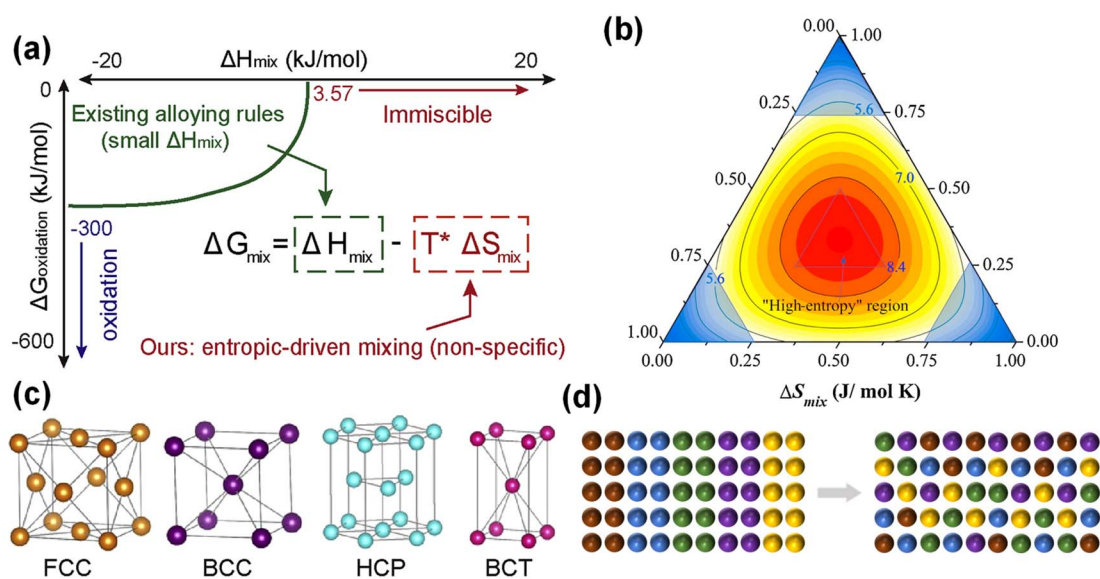 (a)
-20
ΔHmix (kJ/mol)
20
0
3.57
Existing alloying rules
(small ΔHmix)
Immiscible
ΔGoxidation (kJ/mol)
-300
oxidation
-600
ΔGmix= ΔHmix - T* ΔSmix
Ours: entropic-driven mixing (non-specific)
(b)
0.00
1.00
0.25
5.6
0.75
0.50
7.0
0.50
0.75
5.6
8.4
0.25
"High-entropy" region
1.00
0.00
0.00
0.25
0.50
0.75
1.00
ΔSmix (J/ mol K)
(c)
FCC
BCC
HCP
BCT
(d)